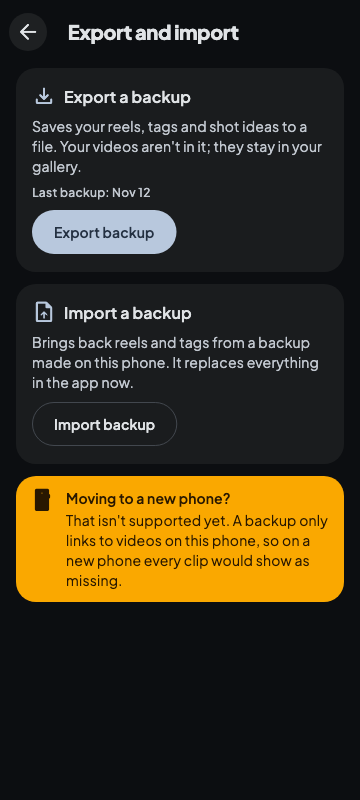 Export and import
Export a backup
Saves your reels, tags and shot ideas to a
file. Your videos aren't in it; they stay in your
gallery.
Last backup: Nov 12
Export backup
Import a backup
Brings back reels and tags from a backup
made on this phone. It replaces everything
in the app now.
Import backup
Moving to a new phone?
That isn't supported yet. A backup only
links to videos on this phone, so on a
new phone every clip would show as
missing.